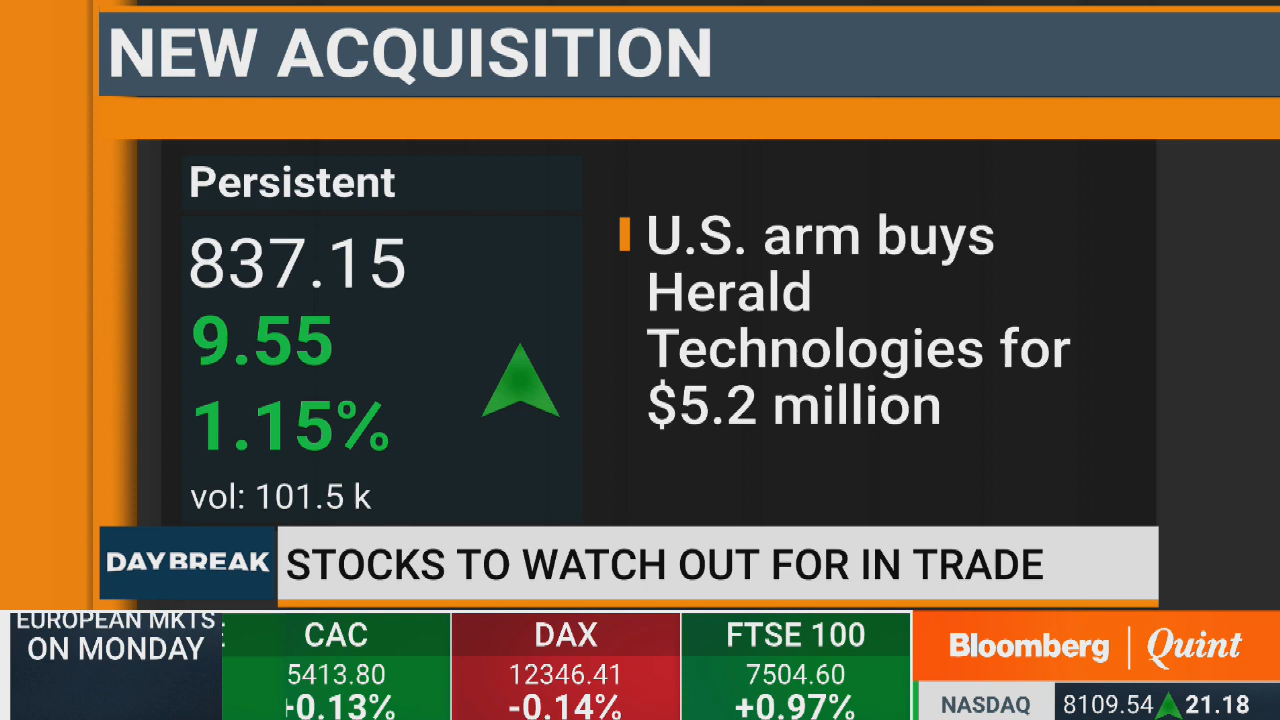 NEW ACQUISITION
Persistent
837.15
9.55
1.15%
vol: 101.5 k
U.S. arm buys
Herald
Technologies for
$5.2 million
DAYBREAK
STOCKS TO WATCH OUT FOR IN TRADE
EUROPEAN MKTS
ON MONDAY
CAC
5413.80
+0.13%
DAX
12346.41
-0.14%
FTSE 100
7504.60
+0.97%
Bloomberg | Quint
NASDAQ 8109.54 21.18